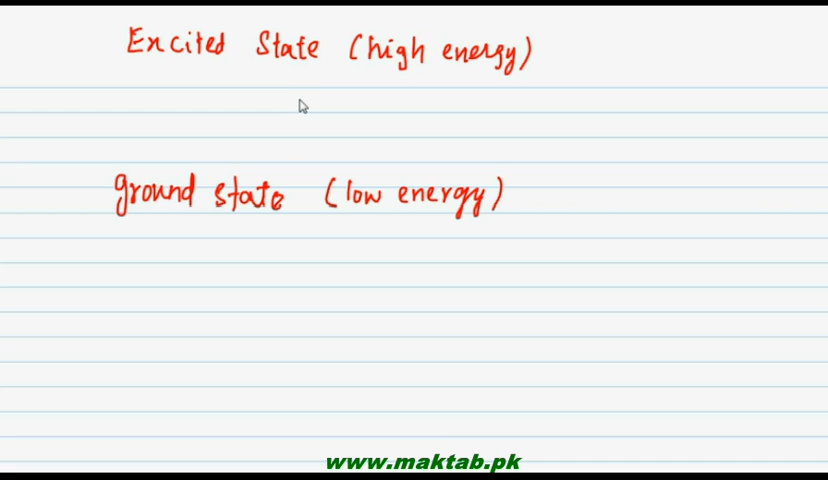 Excited State (high energy)
ground state (low energy)
www.maktab.pk